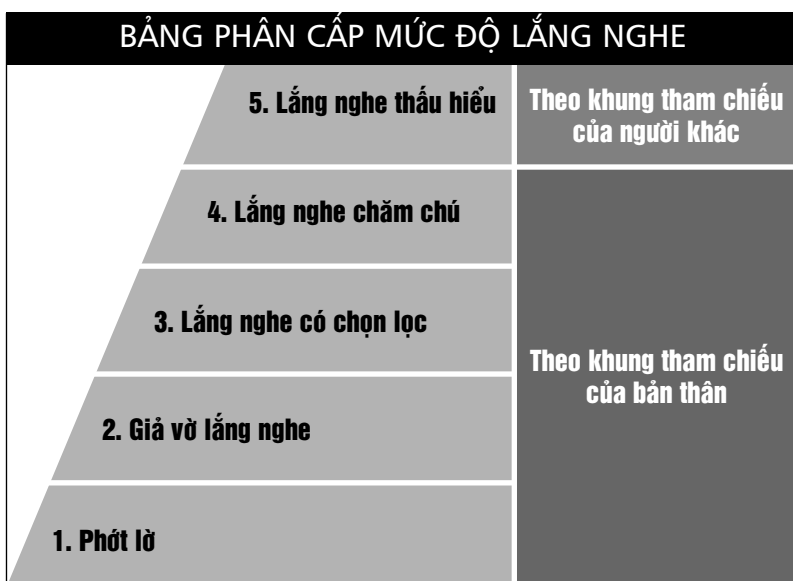 BẢNG PHÂN CẤP MỨC ĐỘ LẮNG NGHE
5. Lắng nghe thấu hiểu
Theo khung tham chiếu
của người khác
4. Lắng nghe chăm chú
3. Lắng nghe có chọn lọc
Theo khung tham chiếu
của bản thân
2. Giả vờ lắng nghe
1. Phớt lờ